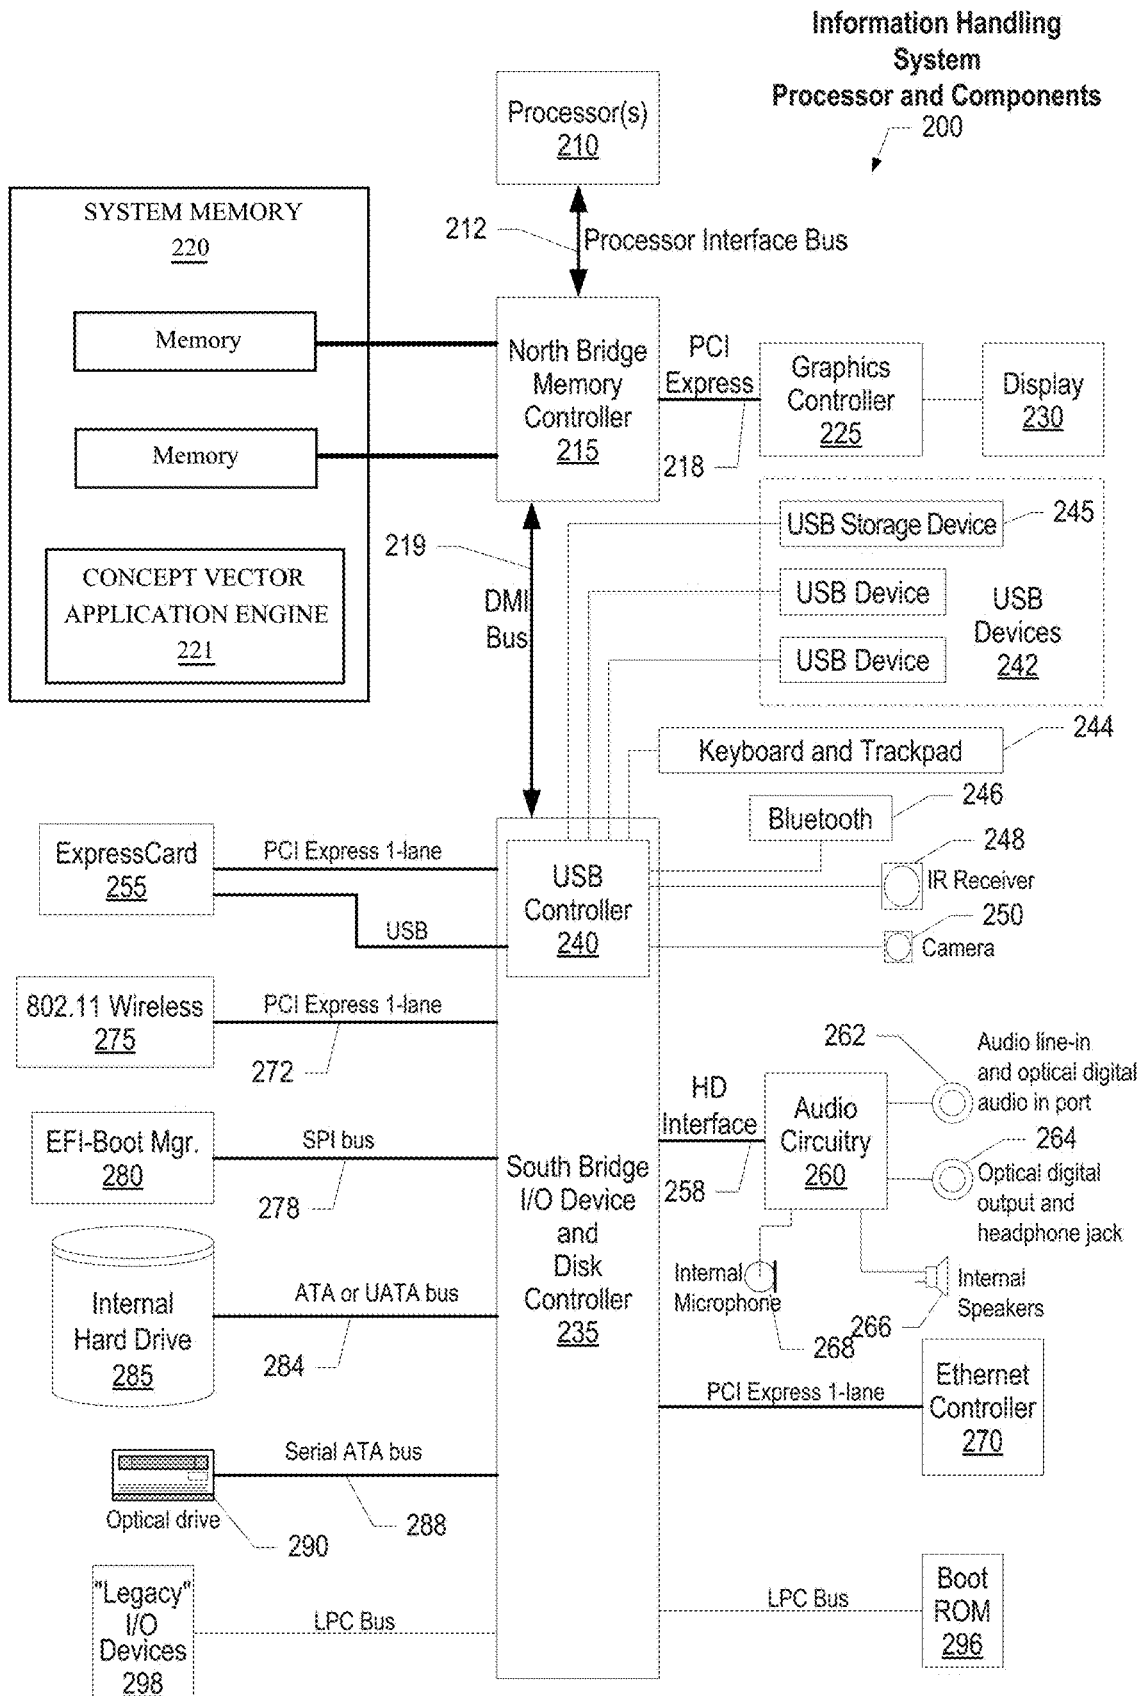 Information Handling
System
Processor and Components
200
Processor(s)
210
212
Processor Interface Bus
SYSTEM MEMORY
220
Memory
Memory
CONCEPT VECTOR
APPLICATION ENGINE
221
North Bridge
Memory
Controller
215
PCI
Express
218
Graphics
Controller
225
Display
230
219
DMI
Bus
USB Storage Device
245
USB Device
USB Device
USB
Devices
242
244
Keyboard and Trackpad
246
Bluetooth
248
IR Receiver
250
Camera
ExpressCard
255
PCI Express 1-lane
USB
USB
Controller
240
802.11 Wireless
275
PCI Express 1-lane
272
EFI-Boot Mgr.
280
SPI bus
278
South Bridge
I/O Device
and
Disk
Controller
235
HD
Interface
258
Audio
Circuitry
260
262
Audio line-in
and optical digital
audio in port
264
Optical digital
output and
headphone jack
Internal
Microphone
268
266
Internal
Speakers
Internal
Hard Drive
285
ATA or UATA bus
284
PCI Express 1-lane
Ethernet
Controller
270
Serial ATA bus
288
Optical drive
290
"Legacy"
I/O
Devices
298
LPC Bus
LPC Bus
Boot
ROM
296